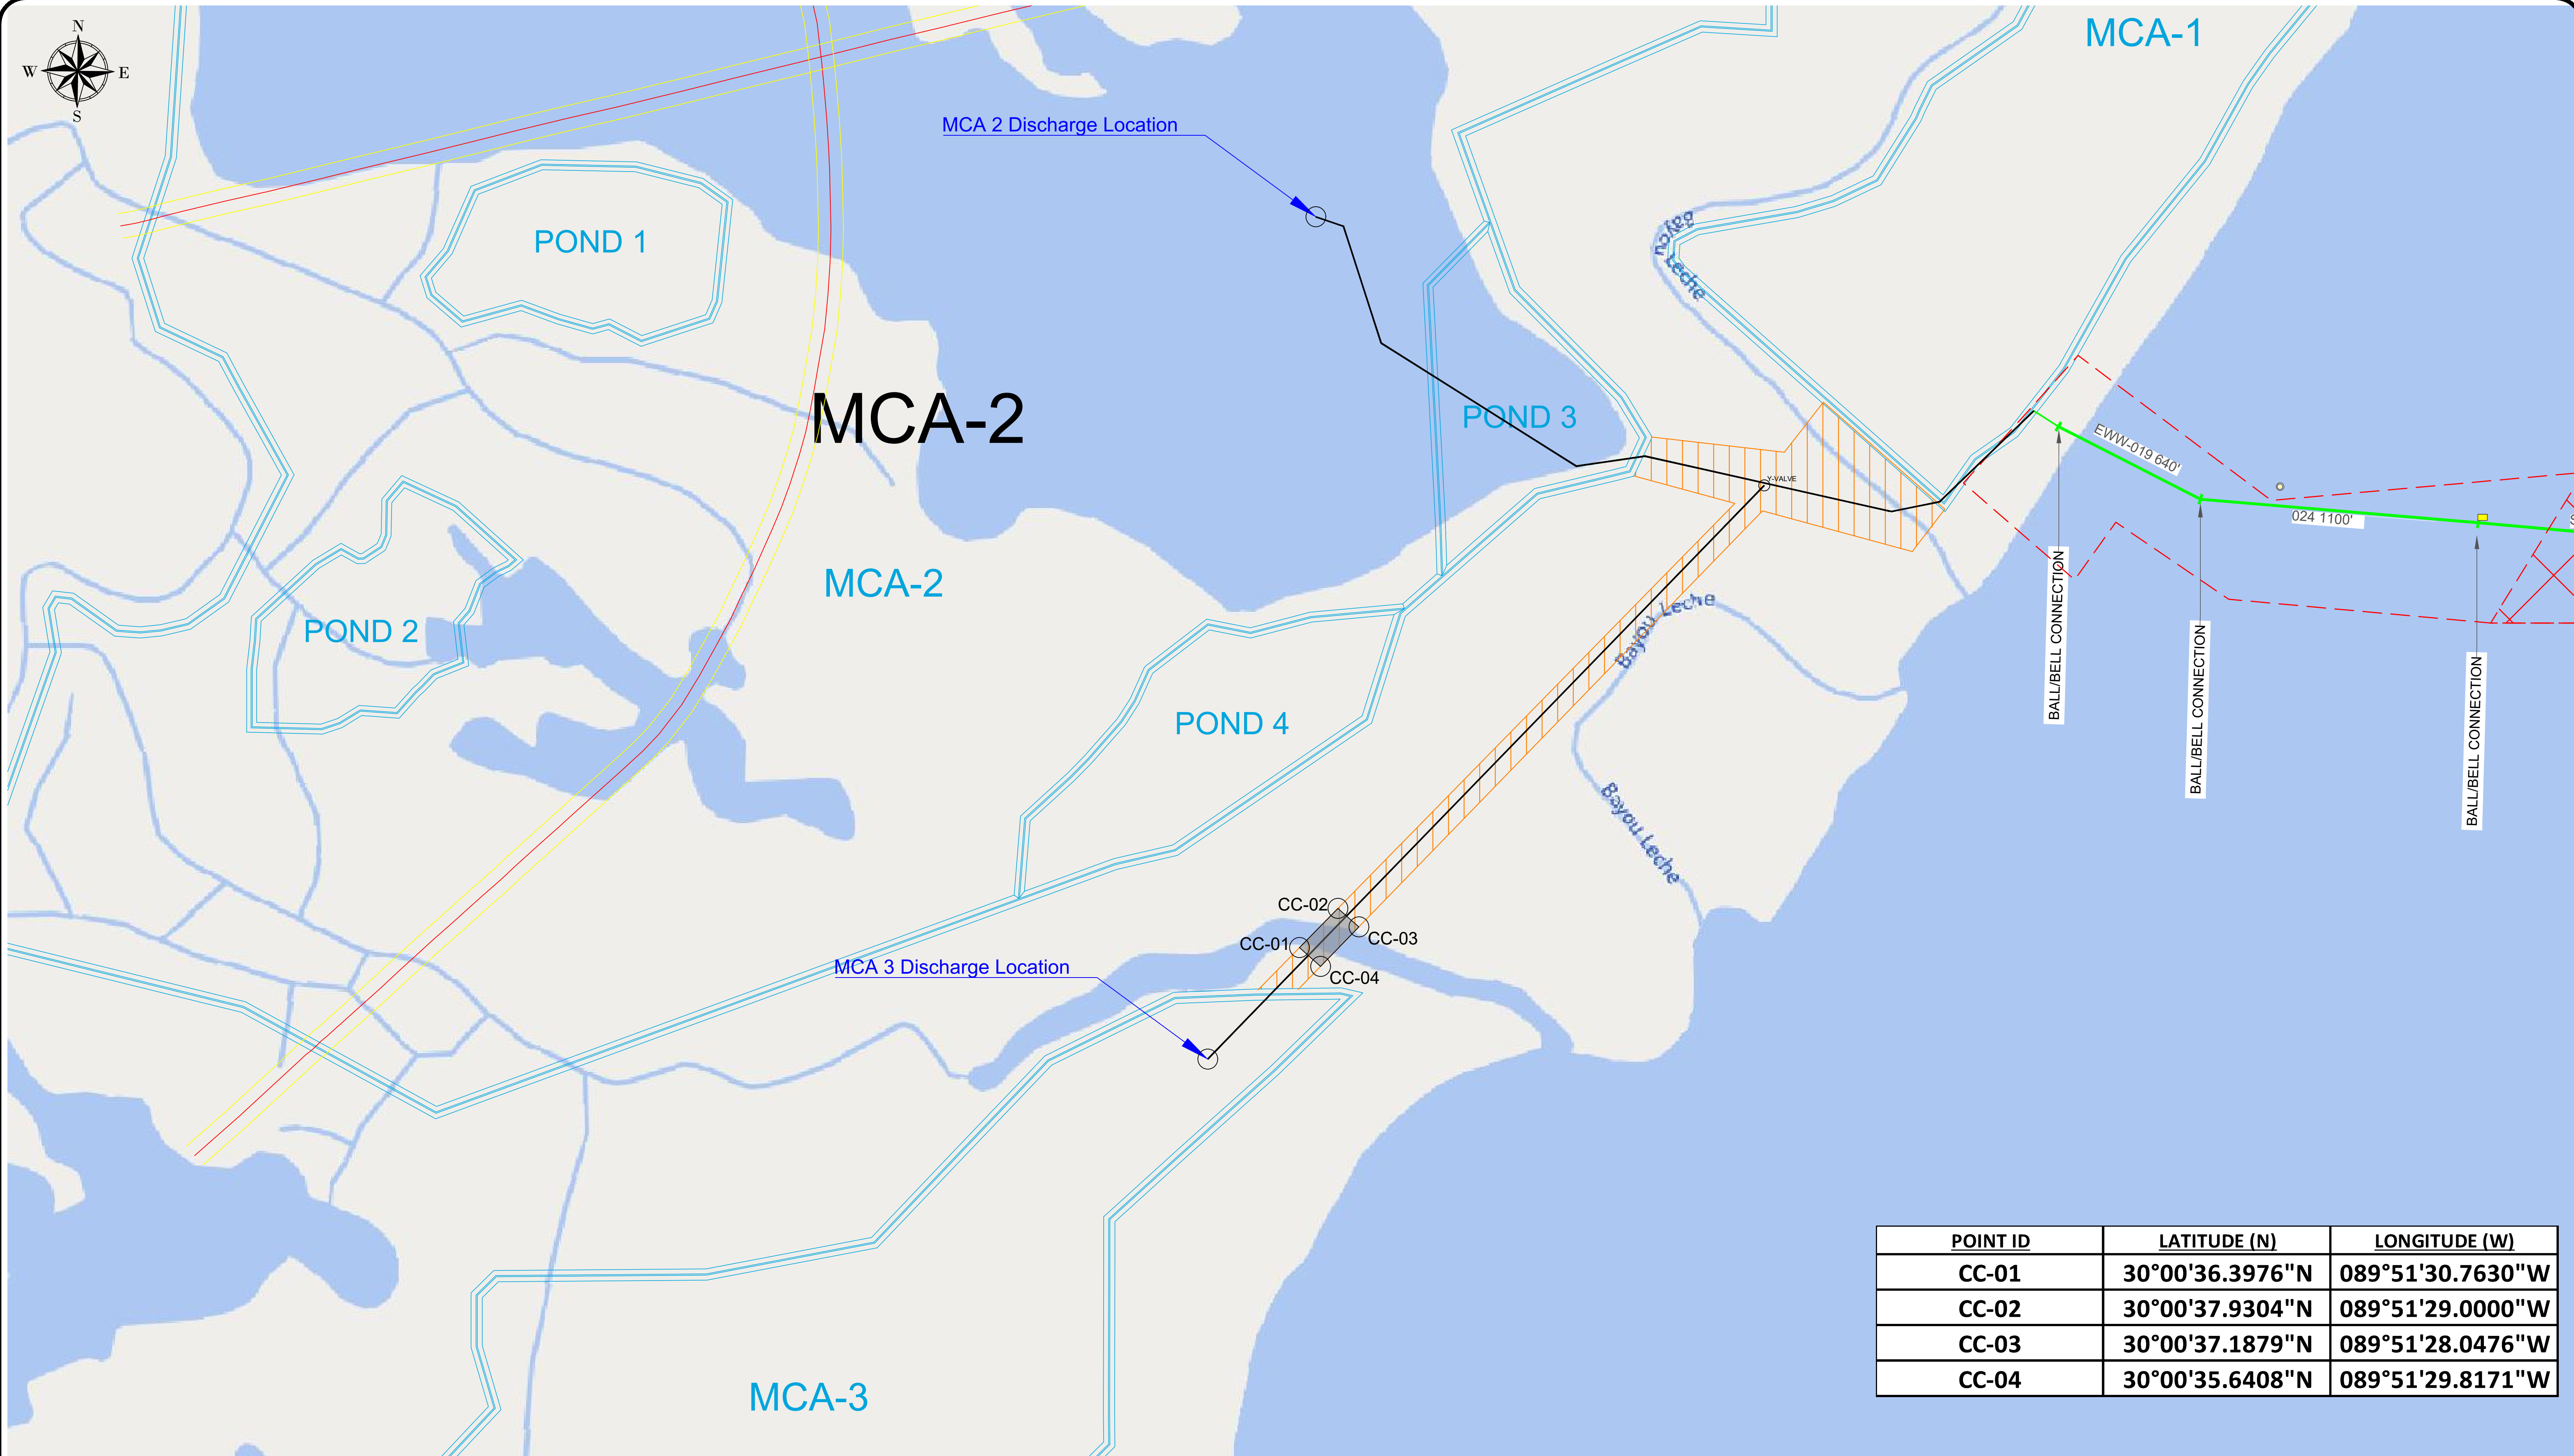 N
W E
S
MCA-1
MCA 2 Discharge Location
POND 1
Bayou Leche
MCA-2
POND 3
EWW-019 640'
Y-VALVE
024 1100'
S
MCA-2
BALL/BELL CONNECTION
BALL/BELL CONNECTION
BALL/BELL CONNECTION
POND 2
Bayou Leche
POND 4
Bayou Leche
CC-02
CC-01
CC-03
MCA 3 Discharge Location
CC-04
MCA-3
POINT ID LATITUDE (N) LONGITUDE (W)
CC-01 30°00'36.3976"N 089°51'30.7630"W
CC-02 30°00'37.9304"N 089°51'29.0000"W
CC-03 30°00'37.1879"N 089°51'28.0476"W
CC-04 30°00'35.6408"N 089°51'29.8171"W